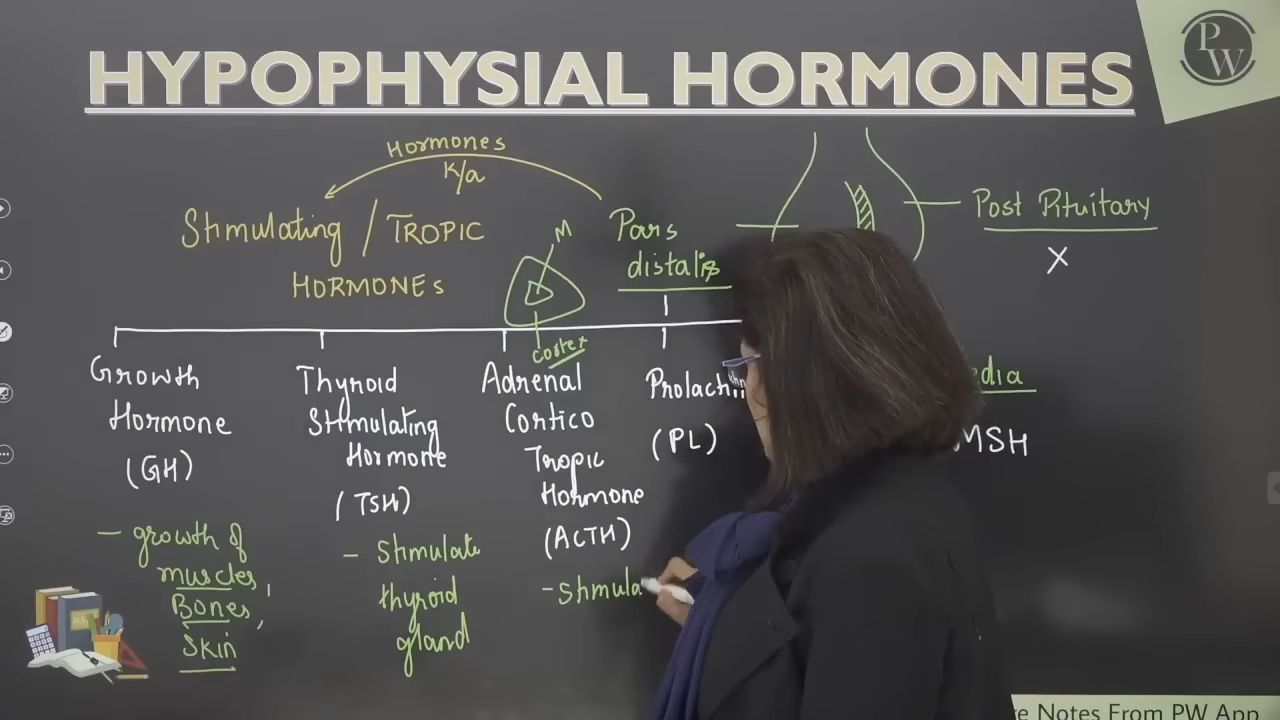 HYPOPHYSIAL HORMONES
PW
Hormones
K/a
Stimulating / TROPIC
HORMONES
M
Pars
distalis
Post Pituitary
X
cortex
Growth
Hormone
(GH)
- growth of
muscles,
Bones,
Skin
Thyroid
Stimulating
Hormone
(TSH)
- Stimulate
thyroid
gland
Adrenal
Cortico
Tropic
Hormone
(ACTH)
- Stimula
Prolactin
(PL)
edia
MSH
e Notes From PW App